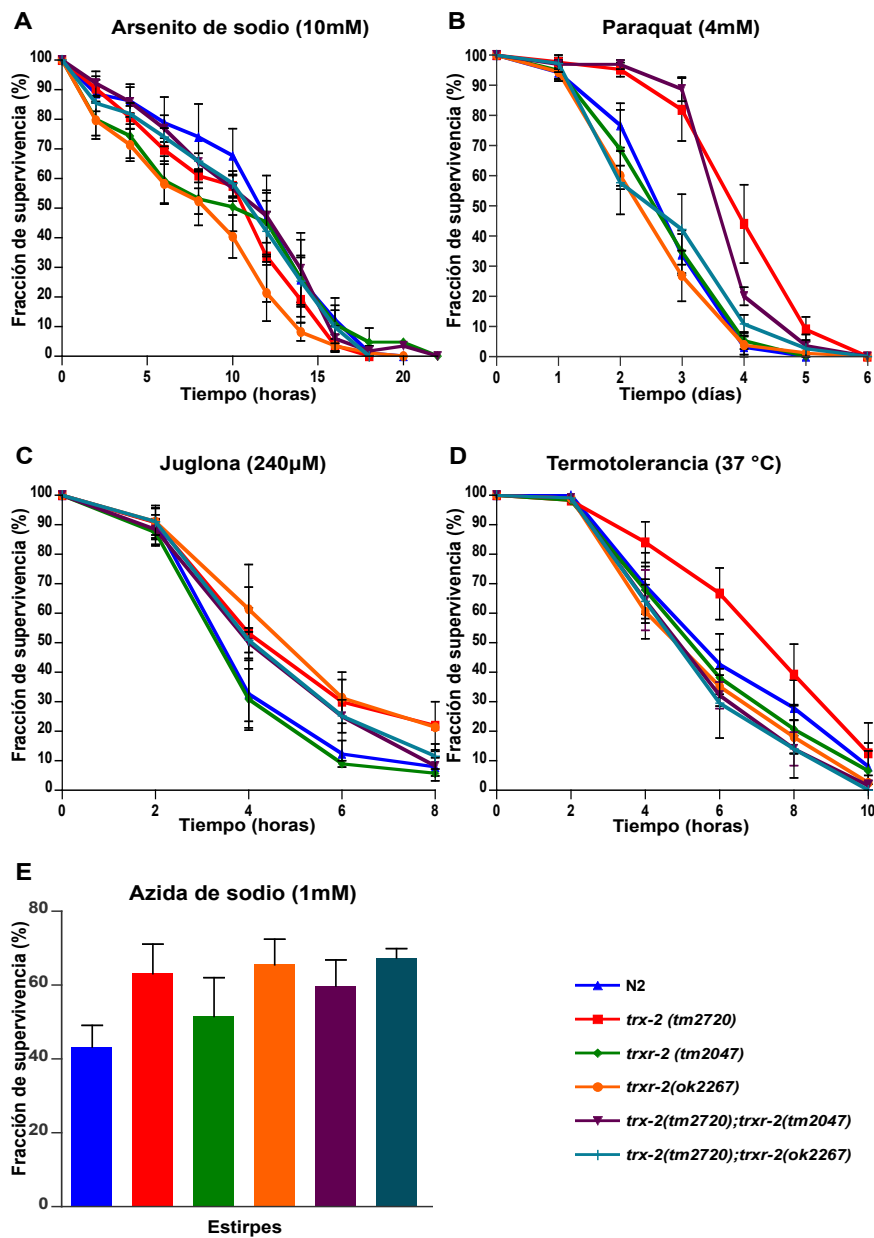 A
Arsenito de sodio (10mM)
Fracción de supervivencia (%)
100
90
80
70
60
50
40
30
20
10
0
0
5
10
15
20
Tiempo (horas)
B
Paraquat (4mM)
Fracción de supervivencia (%)
100
90
80
70
60
50
40
30
20
10
0
0
1
2
3
4
5
6
Tiempo (días)
C
Juglona (240µM)
Fracción de supervivencia (%)
100
90
80
70
60
50
40
30
20
10
0
0
2
4
6
8
Tiempo (horas)
D
Termotolerancia (37 °C)
Fracción de supervivencia (%)
100
90
80
70
60
50
40
30
20
10
0
0
2
4
6
8
10
Tiempo (horas)
E
Azida de sodio (1mM)
Fracción de supervivencia (%)
80
60
40
20
0
Estirpes
N2
trx-2 (tm2720)
trxr-2 (tm2047)
trxr-2(ok2267)
trx-2(tm2720);trxr-2(tm2047)
trx-2(tm2720);trxr-2(ok2267)